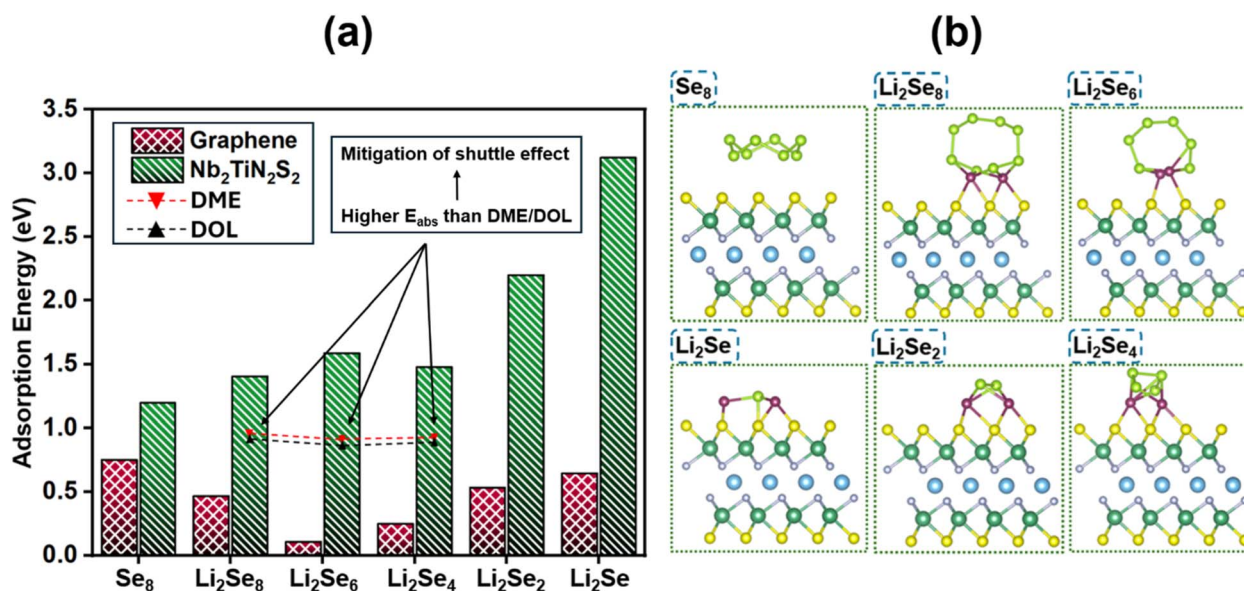 (a)
(b)
Adsorption Energy (eV)
3.5
3.0
2.5
2.0
1.5
1.0
0.5
0.0
Graphene
Nb₂TiN₂S₂
DME
DOL
Mitigation of shuttle effect
Higher E_abs than DME/DOL
Se₈
Li₂Se₈
Li₂Se₆
Li₂Se₄
Li₂Se₂
Li₂Se
Se₈
Li₂Se₈
Li₂Se₆
Li₂Se
Li₂Se₂
Li₂Se₄